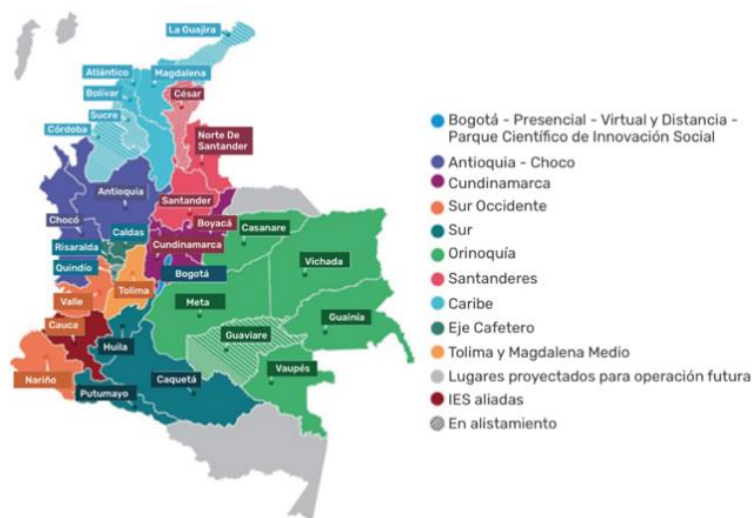 La Guajira
Atlántico
Magdalena
Bolívar
César
Sucre
Córdoba
Norte De
Santander
Antioquia
Santander
Chocó
Boyacá
Caldas
Casanare
Risaralda
Cundinamarca
Quindío
Bogotá
Vichada
Tolima
Valle
Meta
Cauca
Guainía
Huila
Guaviare
Nariño
Caquetá
Vaupés
Putumayo
Bogotá - Presencial - Virtual y Distancia -
Parque Científico de Innovación Social
Antioquia - Choco
Cundinamarca
Sur Occidente
Sur
Orinoquía
Santanderes
Caribe
Eje Cafetero
Tolima y Magdalena Medio
Lugares proyectados para operación futura
IES aliadas
En alistamiento